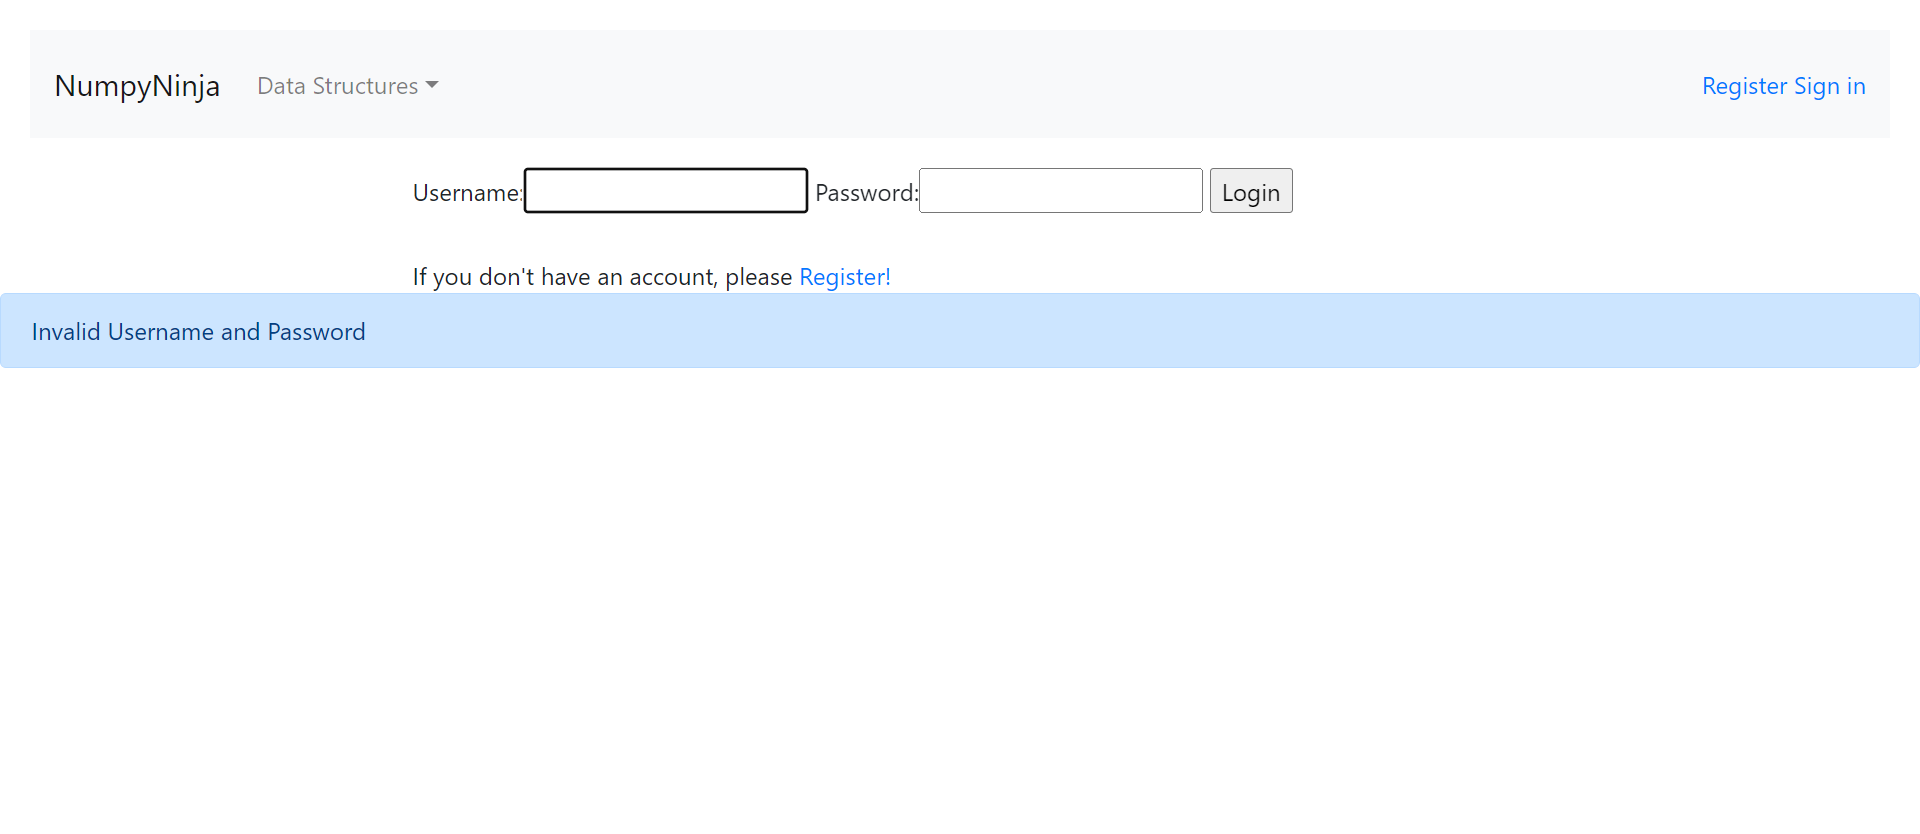 NumpyNinja Data Structures Register Sign in
Username: Password: Login
If you don't have an account, please Register!
Invalid Username and Password